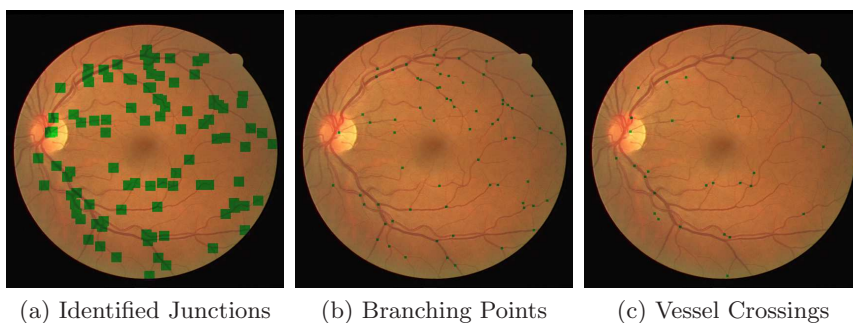 (a) Identified Junctions
(b) Branching Points
(c) Vessel Crossings